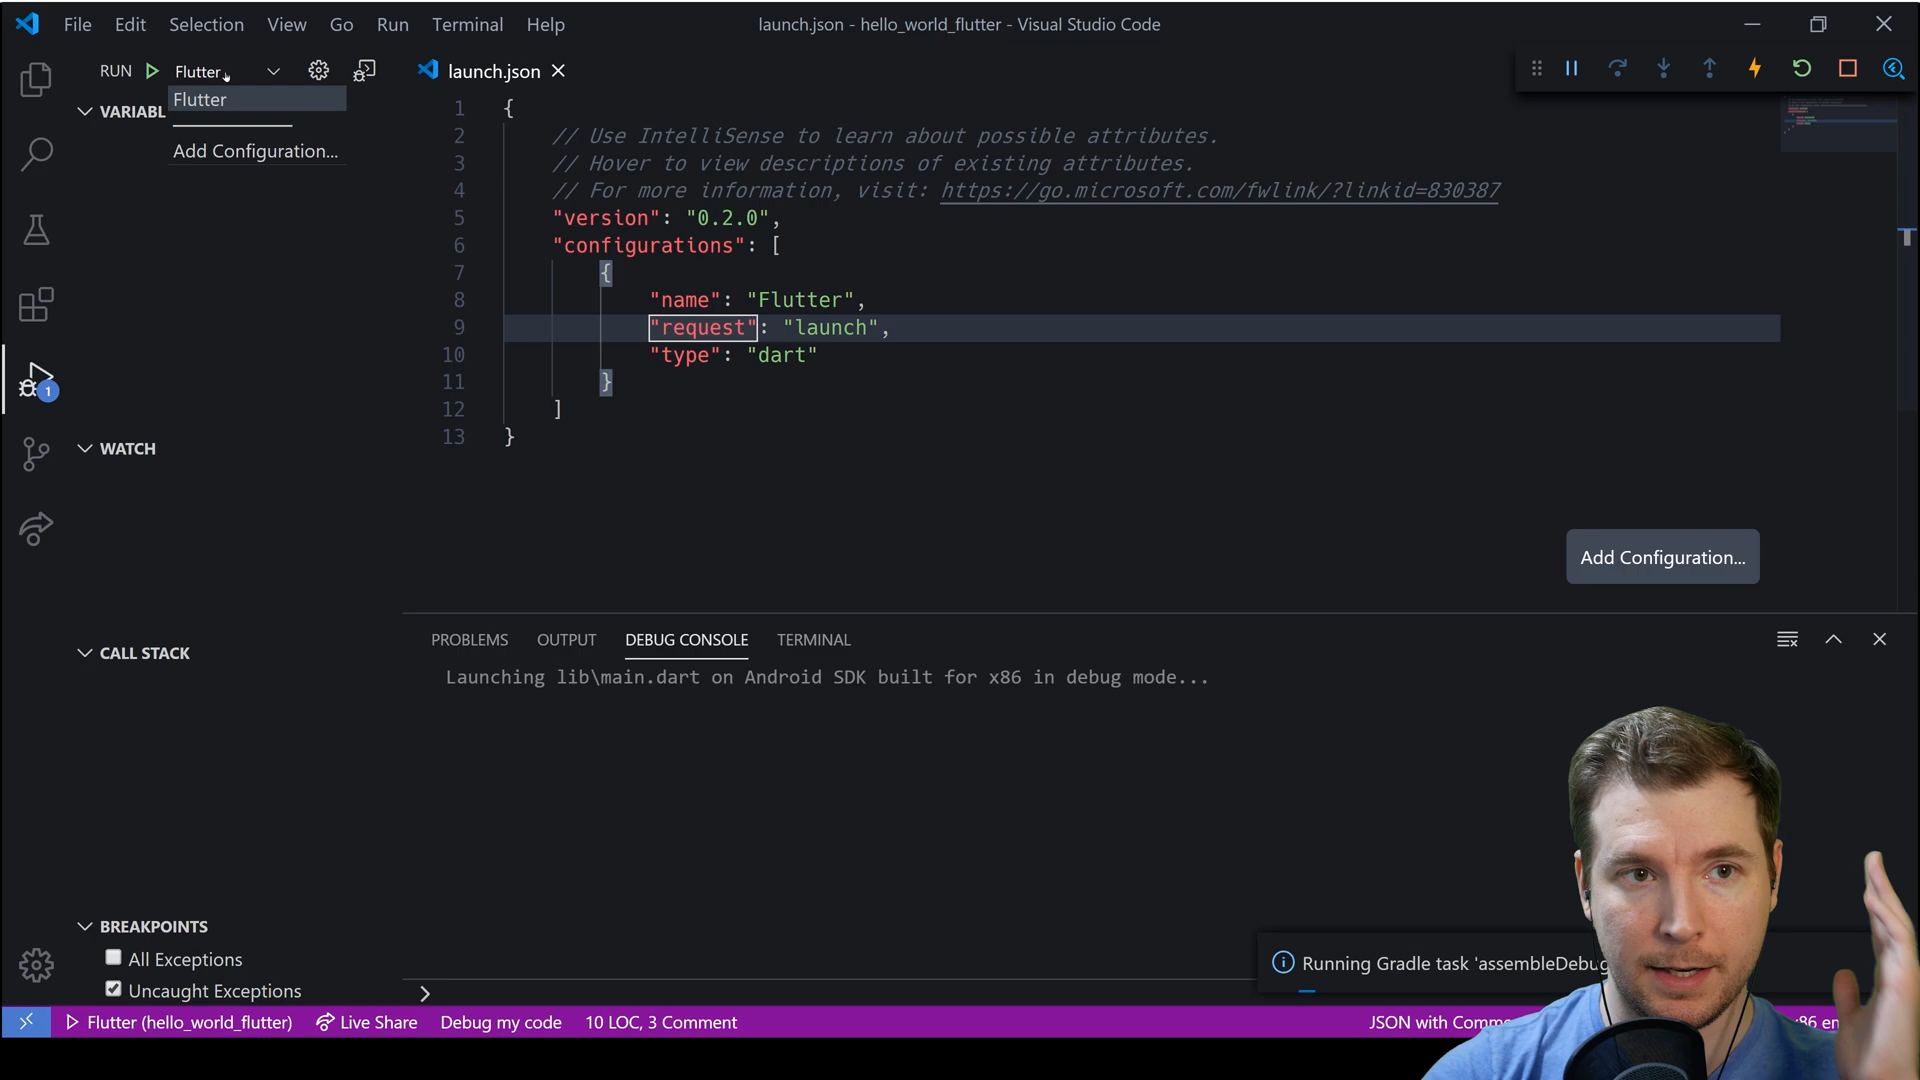 File Edit Selection View Go Run Terminal Help
launch.json - hello_world_flutter - Visual Studio Code
RUN Flutter
launch.json
Flutter
VARIABL
Add Configuration...
1 {
2 // Use IntelliSense to learn about possible attributes.
3 // Hover to view descriptions of existing attributes.
4 // For more information, visit: https://go.microsoft.com/fwlink/?linkid=830387
5 "version": "0.2.0",
6 "configurations": [
7 {
8 "name": "Flutter",
9 "request": "launch",
10 "type": "dart"
11 }
12 ]
13 }
1
WATCH
Add Configuration...
CALL STACK
PROBLEMS OUTPUT DEBUG CONSOLE TERMINAL
Launching lib\main.dart on Android SDK built for x86 in debug mode...
BREAKPOINTS
All Exceptions
Uncaught Exceptions
Running Gradle task 'assembleDebug
Flutter (hello_world_flutter) Live Share Debug my code 10 LOC, 3 Comment
JSON with Comme